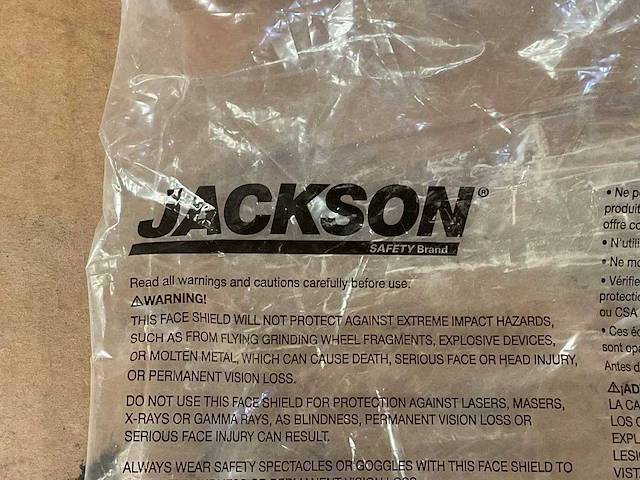 JACKSON®
SAFETY Brand
Read all warnings and cautions carefully before use.
⚠WARNING!
THIS FACE SHIELD WILL NOT PROTECT AGAINST EXTREME IMPACT HAZARDS,
SUCH AS FROM FLYING GRINDING WHEEL FRAGMENTS, EXPLOSIVE DEVICES,
OR MOLTEN METAL, WHICH CAN CAUSE DEATH, SERIOUS FACE OR HEAD INJURY,
OR PERMANENT VISION LOSS.
DO NOT USE THIS FACE SHIELD FOR PROTECTION AGAINST LASERS, MASERS,
X-RAYS OR GAMMA RAYS, AS BLINDNESS, PERMANENT VISION LOSS OR
SERIOUS FACE INJURY CAN RESULT.
ALWAYS WEAR SAFETY SPECTACLES OR GOGGLES WITH THIS FACE SHIELD TO
OR PERMANENT VISION LOSS
• Ne
produit
offre
• N'utili
• Ne
• Vérifie
protectio
ou CSA
• Ces
sont
Antes d
⚠¡AD
LA CA
LOS
EXPL
LESI
VIST